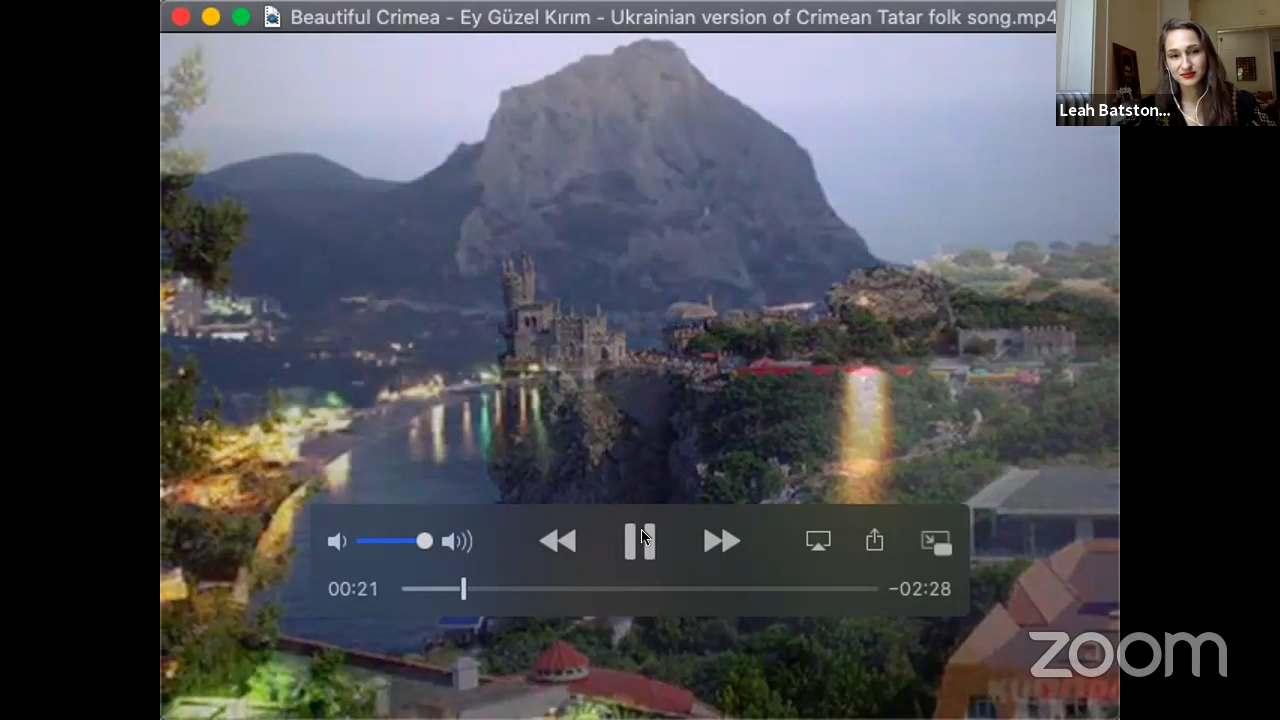 Beautiful Crimea - Ey Güzel Kırım - Ukrainian version of Crimean Tatar folk song.mp4
Leah Batston...
00:21
−02:28
zoom